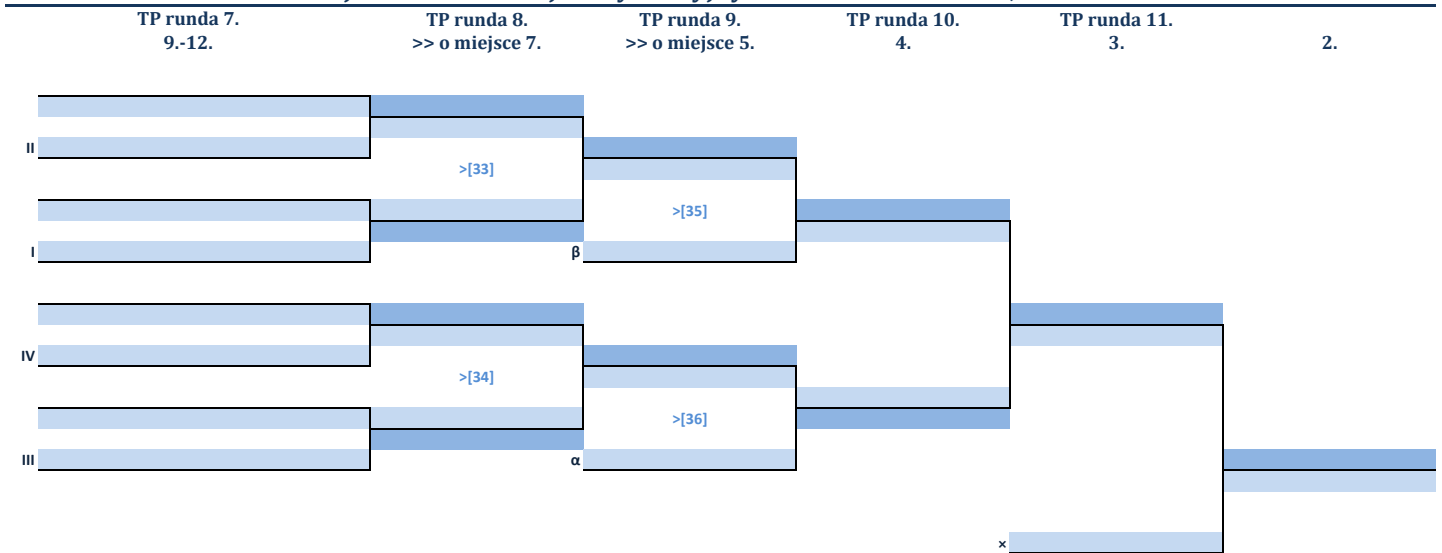 TP runda 7. TP runda 8. TP runda 9. TP runda 10. TP runda 11.
9.-12. >> o miejsce 7. >> o miejsce 5. 4. 3. 2.
II
>[33]
>[35]
I
β
IV
>[34]
>[36]
III
α
×